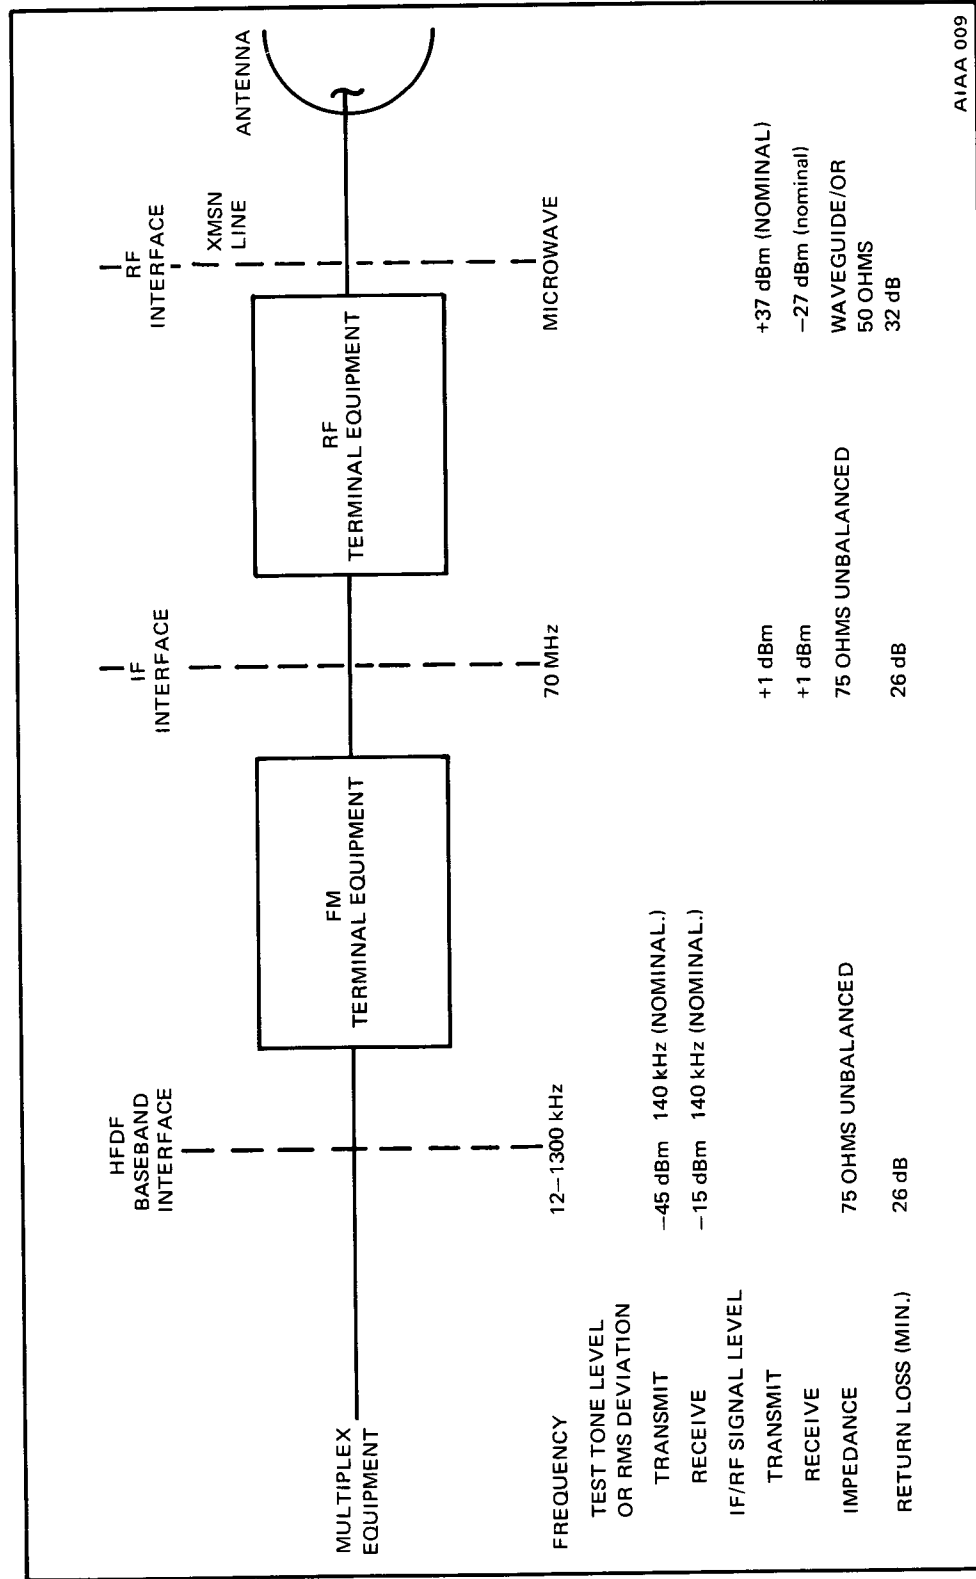 HFDF
BASEBAND
INTERFACE
IF
INTERFACE
RF
INTERFACE
XMSN
LINE
ANTENNA
MULTIPLEX
EQUIPMENT
FM
TERMINAL EQUIPMENT
RF
TERMINAL EQUIPMENT
FREQUENCY 12–1300 kHz 70 MHz MICROWAVE
TEST TONE LEVEL
OR RMS DEVIATION
TRANSMIT –45 dBm 140 kHz (NOMINAL.)
RECEIVE –15 dBm 140 kHz (NOMINAL.)
IF/RF SIGNAL LEVEL
TRANSMIT +1 dBm +37 dBm (NOMINAL)
RECEIVE +1 dBm –27 dBm (nominal)
IMPEDANCE 75 OHMS UNBALANCED 75 OHMS UNBALANCED WAVEGUIDE/OR
50 OHMS
RETURN LOSS (MIN.) 26 dB 26 dB 32 dB
AIAA 009